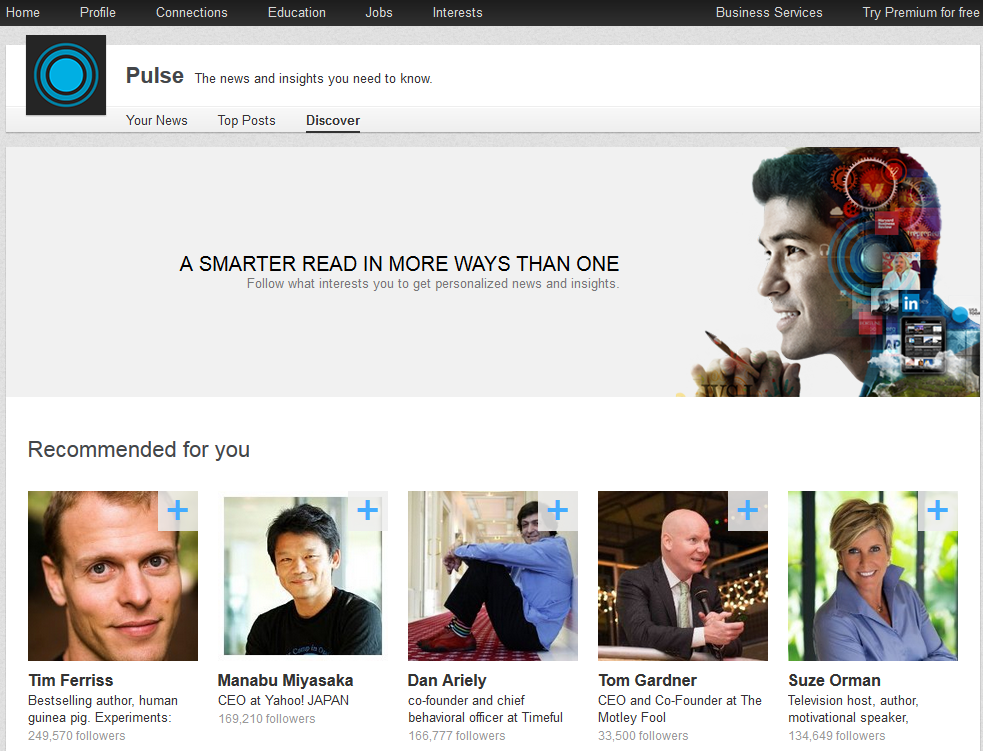 Home Profile Connections Education Jobs Interests Business Services Try Premium for free
Pulse The news and insights you need to know.
Your News Top Posts Discover
A SMARTER READ IN MORE WAYS THAN ONE
Follow what interests you to get personalized news and insights.
Harvard
Business
Review
in
WSJ
Recommended for you
Tim Ferriss
Bestselling author, human
guinea pig. Experiments:
249,570 followers
Manabu Miyasaka
CEO at Yahoo! JAPAN
169,210 followers
Dan Ariely
co-founder and chief
behavioral officer at Timeful
166,777 followers
Tom Gardner
CEO and Co-Founder at The
Motley Fool
33,500 followers
Suze Orman
Television host, author,
motivational speaker,
134,649 followers